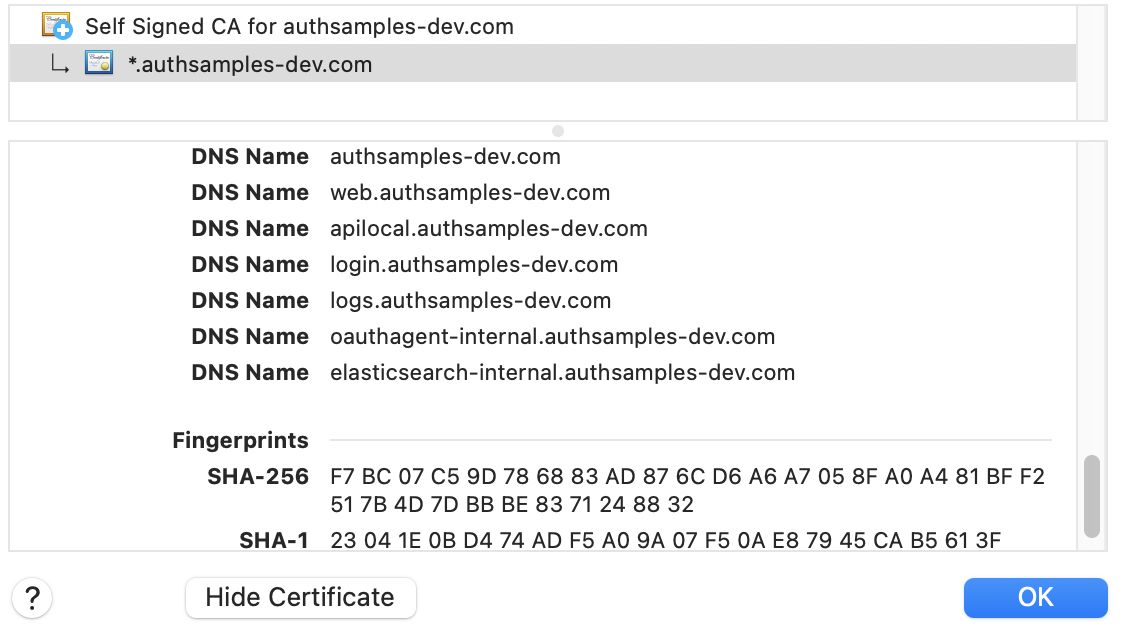 Self Signed CA for authsamples-dev.com
*.authsamples-dev.com
DNS Name authsamples-dev.com
DNS Name web.authsamples-dev.com
DNS Name apilocal.authsamples-dev.com
DNS Name login.authsamples-dev.com
DNS Name logs.authsamples-dev.com
DNS Name oauthagent-internal.authsamples-dev.com
DNS Name elasticsearch-internal.authsamples-dev.com
Fingerprints
SHA-256 F7 BC 07 C5 9D 78 68 83 AD 87 6C D6 A6 A7 05 8F A0 A4 81 BF F2
51 7B 4D 7D BB BE 83 71 24 88 32
SHA-1 23 04 1E 0B D4 74 AD F5 A0 9A 07 F5 0A E8 79 45 CA B5 61 3F
? Hide Certificate OK